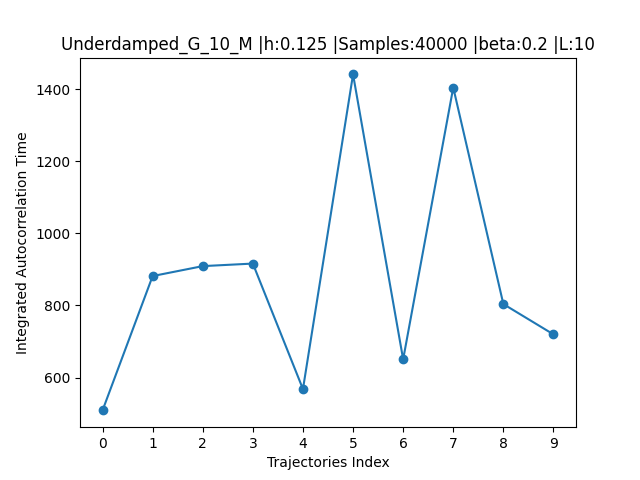 Underdamped_G_10_M |h:0.125 |Samples:40000 |beta:0.2 |L:10
Integrated Autocorrelation Time
1400
1200
1000
800
600
0 1 2 3 4 5 6 7 8 9
Trajectories Index